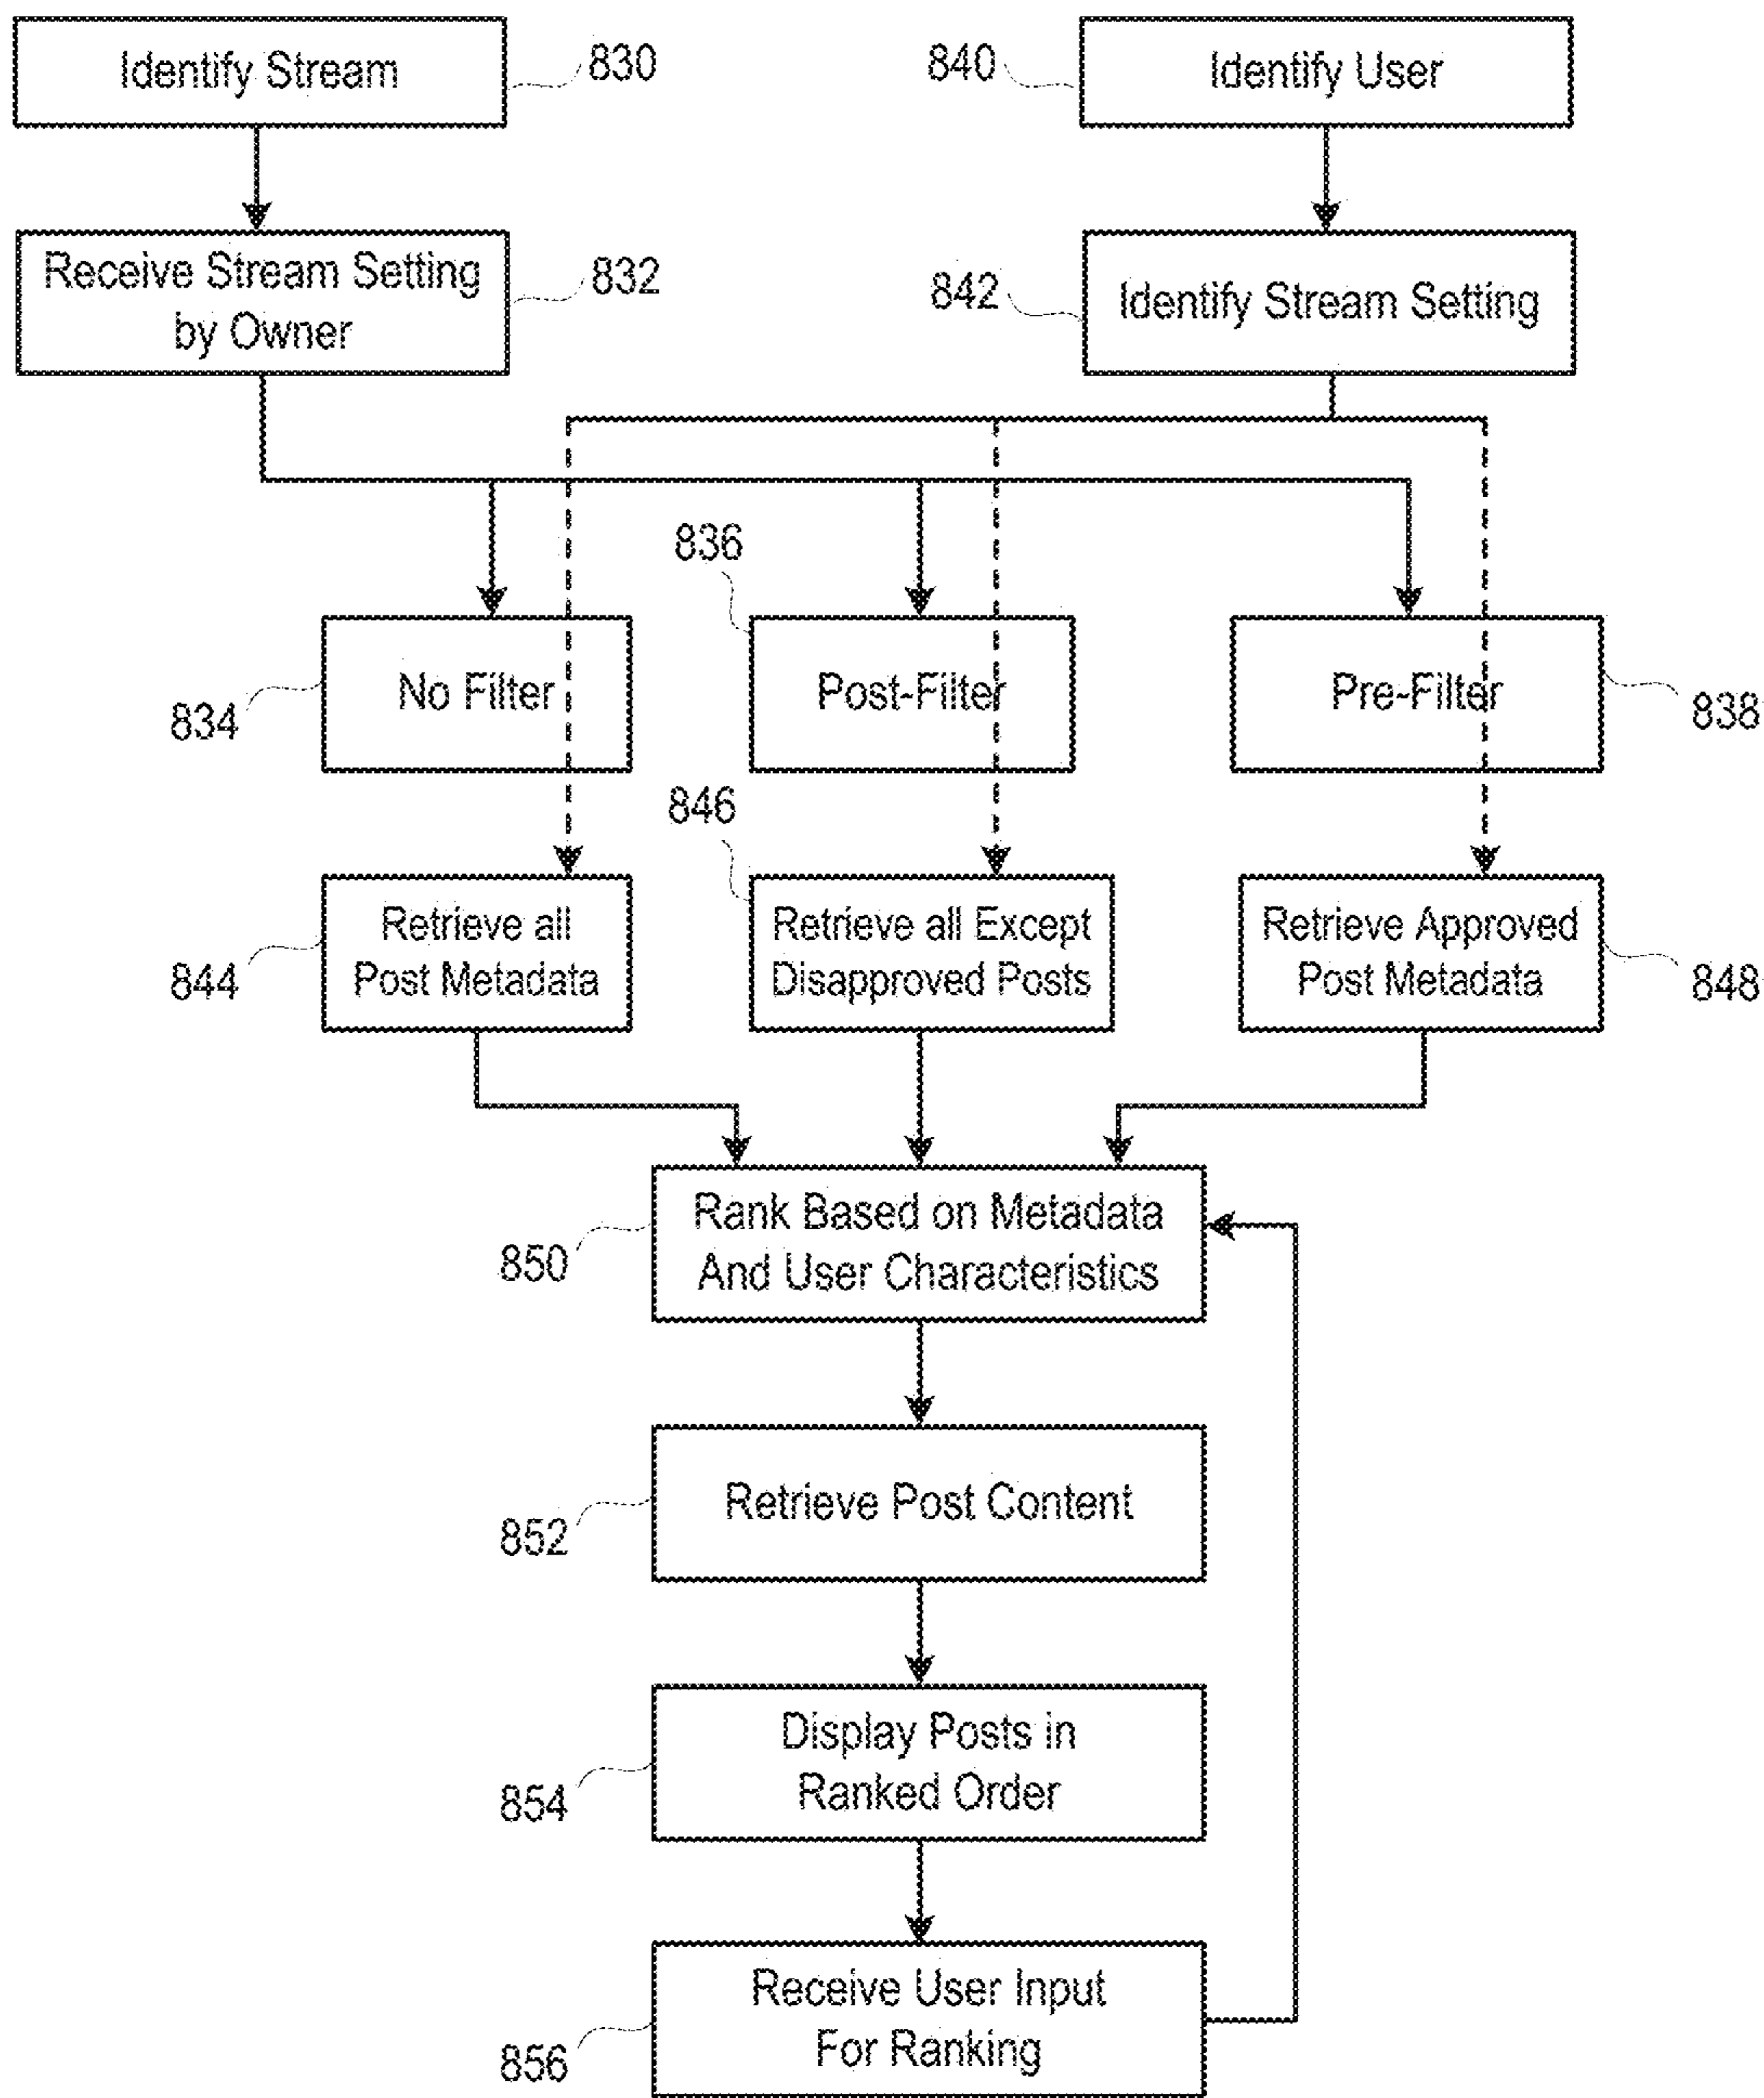 Identify Stream
830
840
Identify User
Receive Stream Setting
by Owner
832
842
Identify Stream Setting
836
No Filter
834
Post-Filter
Pre-Filter
838
846
Retrieve all
Post Metadata
844
Retrieve all Except
Disapproved Posts
Retrieve Approved
Post Metadata
848
Rank Based on Metadata
And User Characteristics
850
Retrieve Post Content
852
Display Posts in
Ranked Order
854
Receive User Input
For Ranking
856